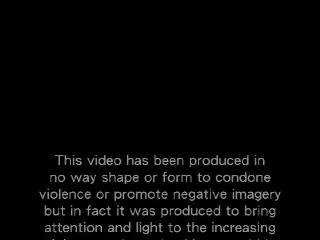 This video has been produced in
no way shape or form to condone
violence or promote negative imagery
but in fact it was produced to bring
attention and light to the increasing